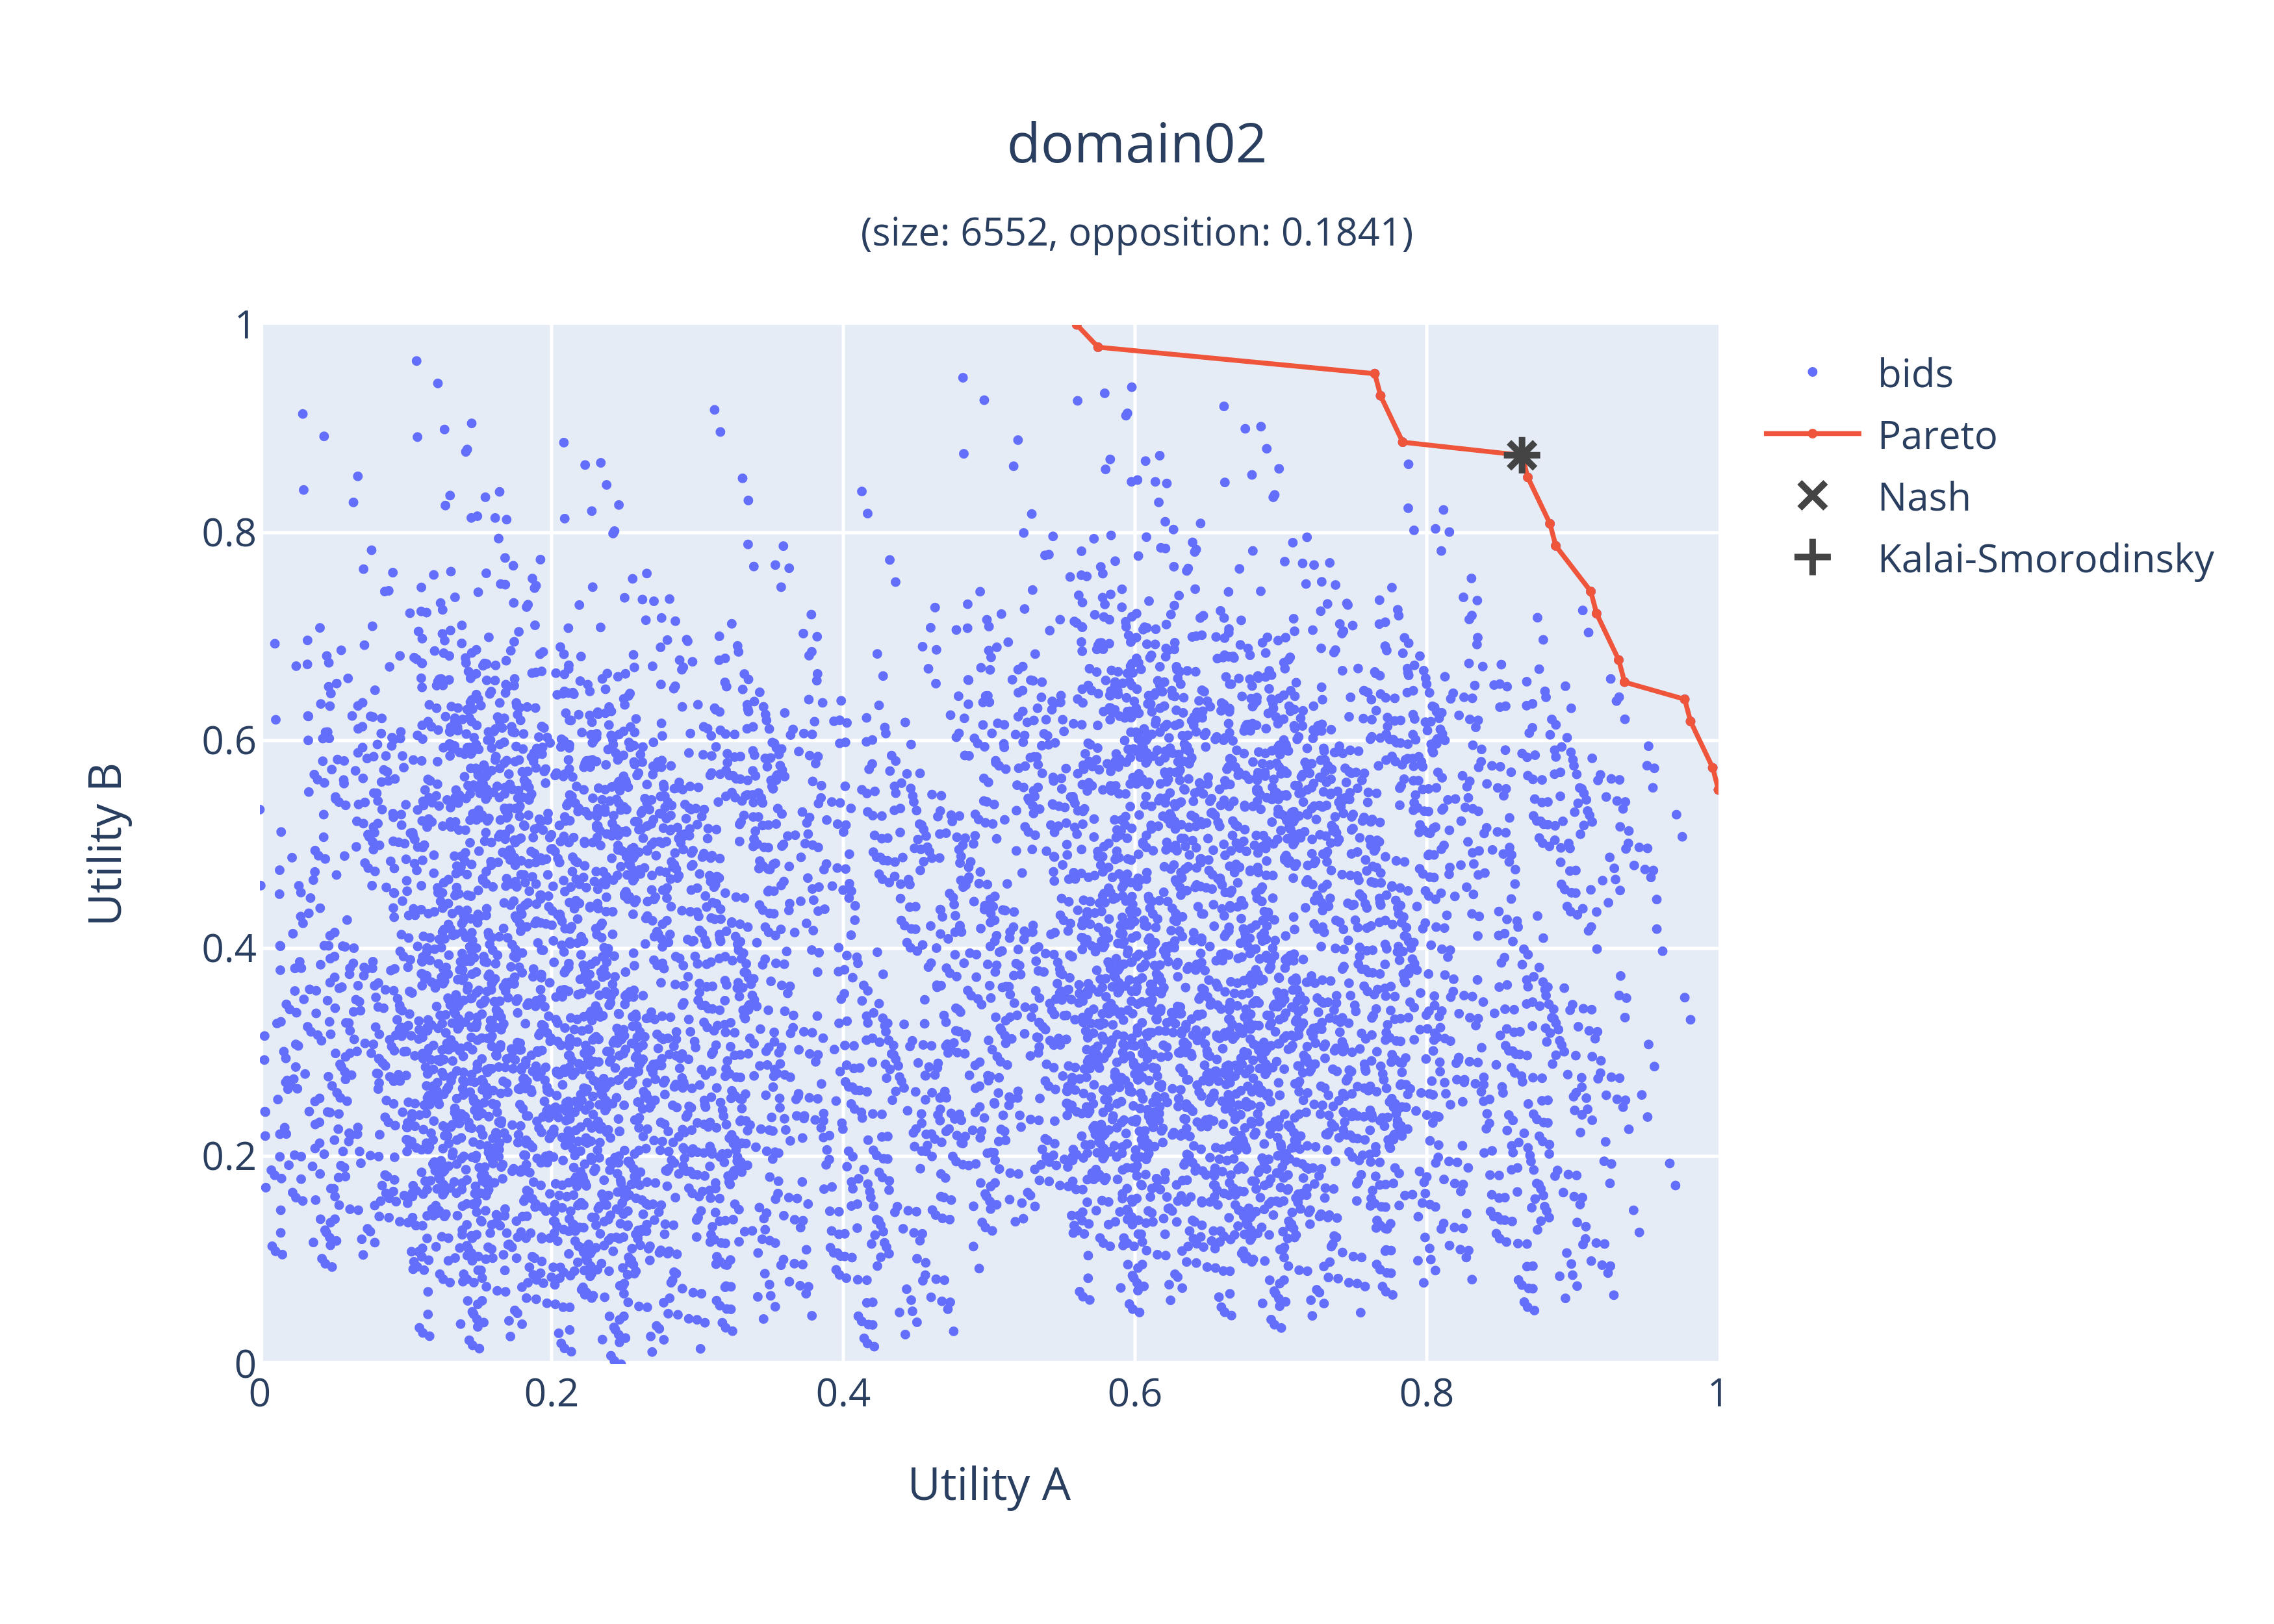 domain02
(size: 6552, opposition: 0.1841)
1
0.8
0.6
0.4
0.2
0
0 0.2 0.4 0.6 0.8 1
Utility B
Utility A
bids
Pareto
Nash
Kalai-Smorodinsky